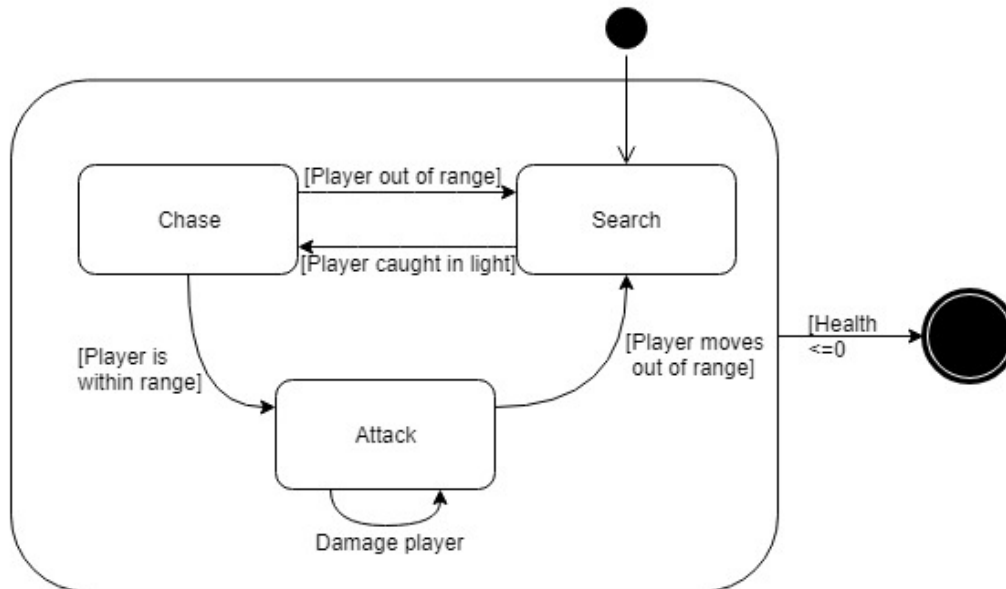 [Player out of range]
Chase
Search
[Player caught in light]
[Health
<=0
[Player moves
out of range]
[Player is
within range]
Attack
Damage player